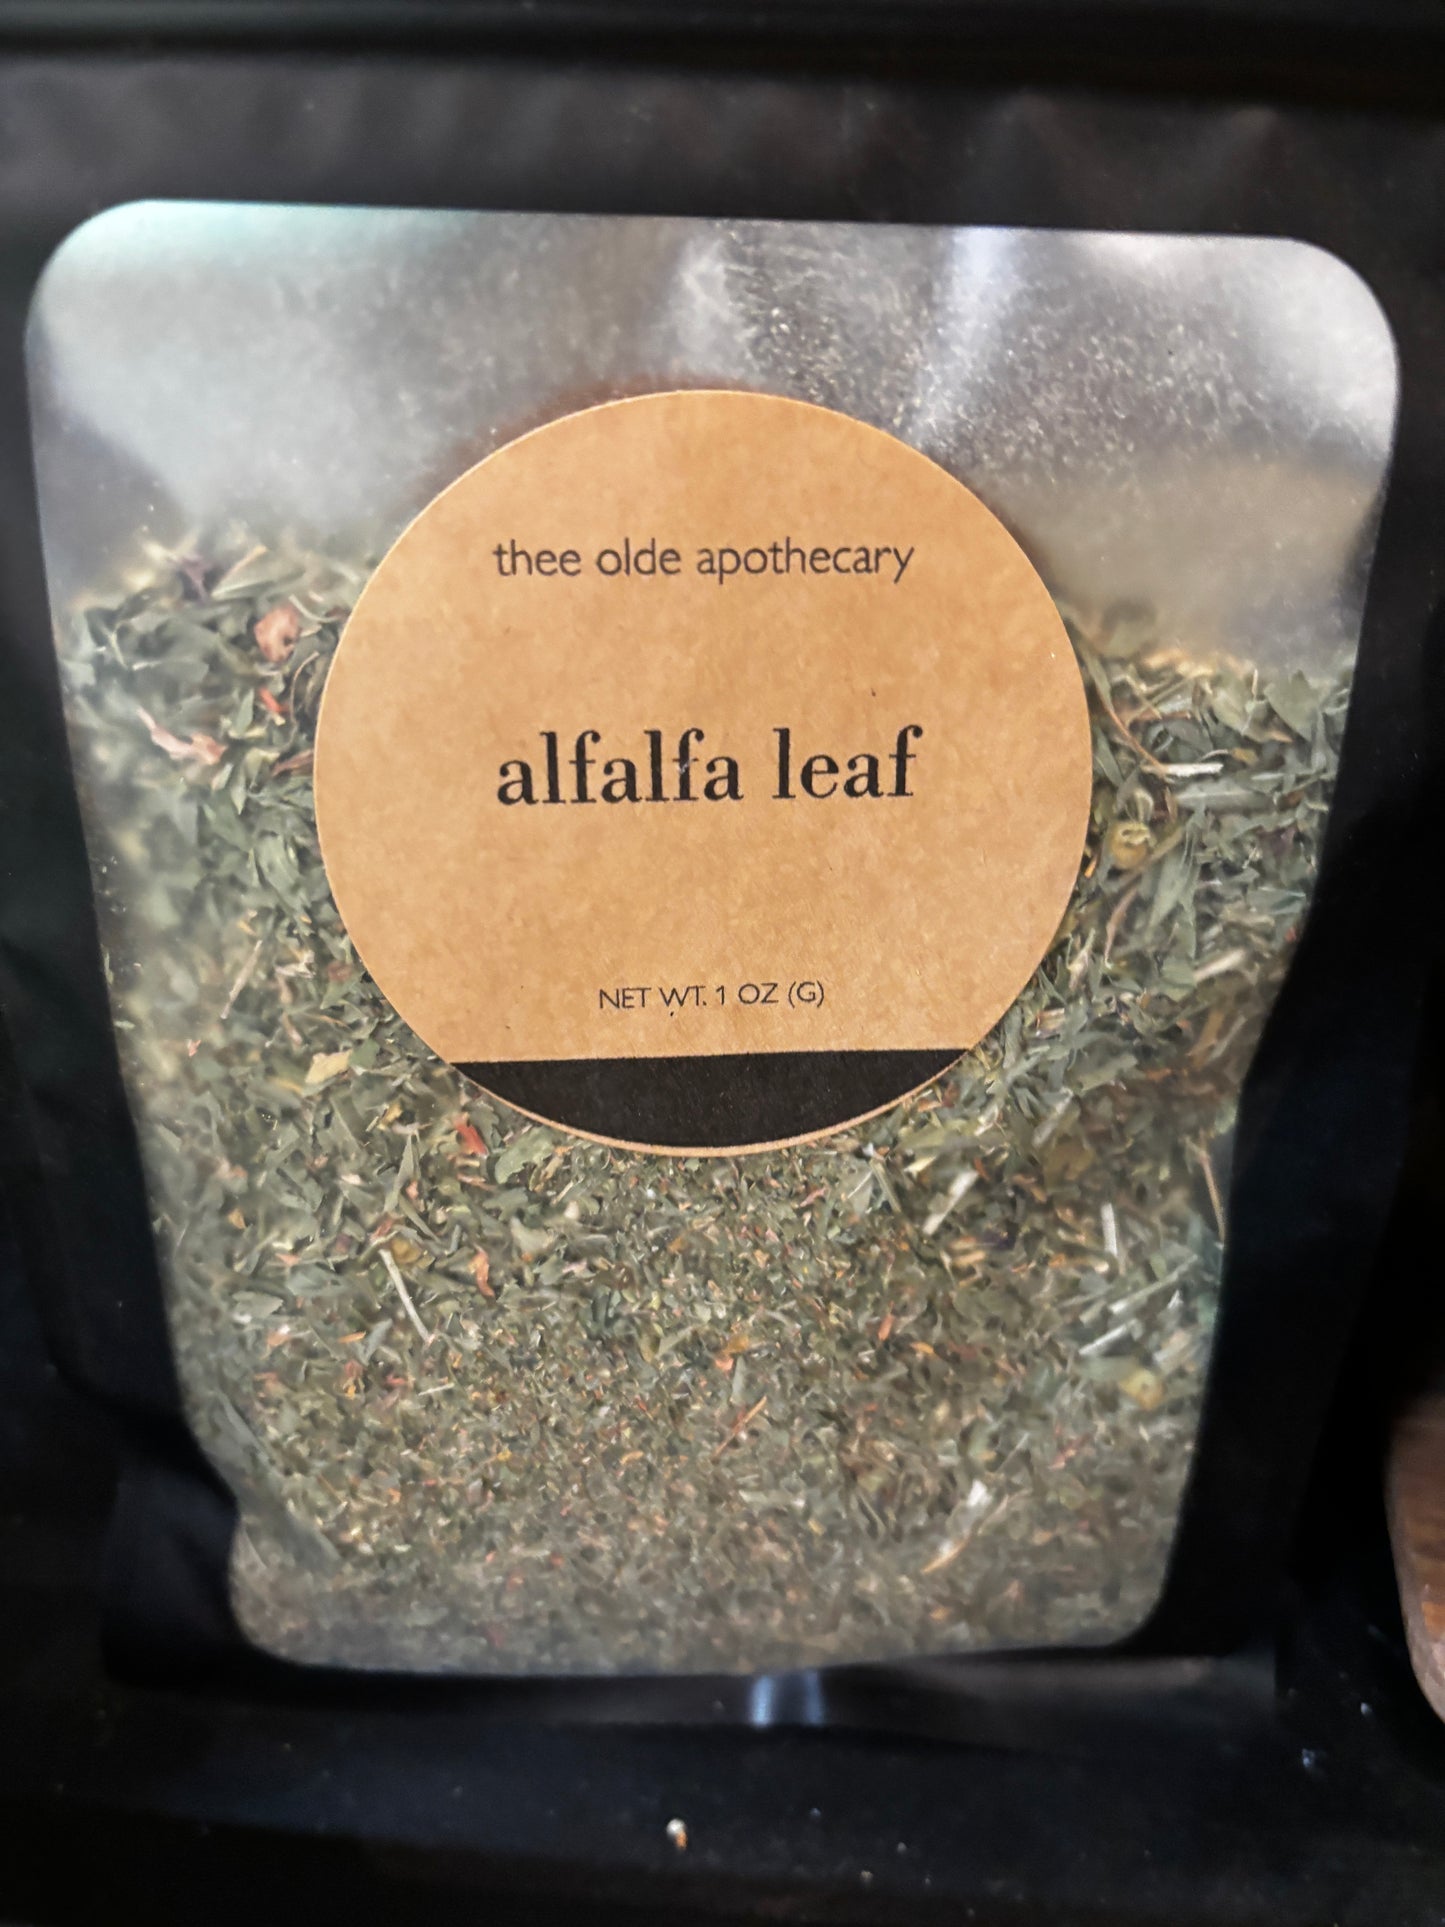 thee olde apothecary
alfalfa leaf
NET WT. 1 OZ (G)